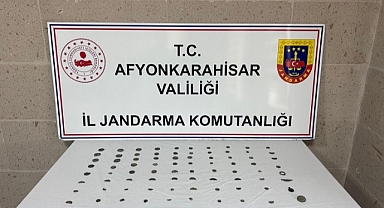 T.C.
AFYONKARAHİSAR
VALİLİĞİ
İL JANDARMA KOMUTANLIĞI